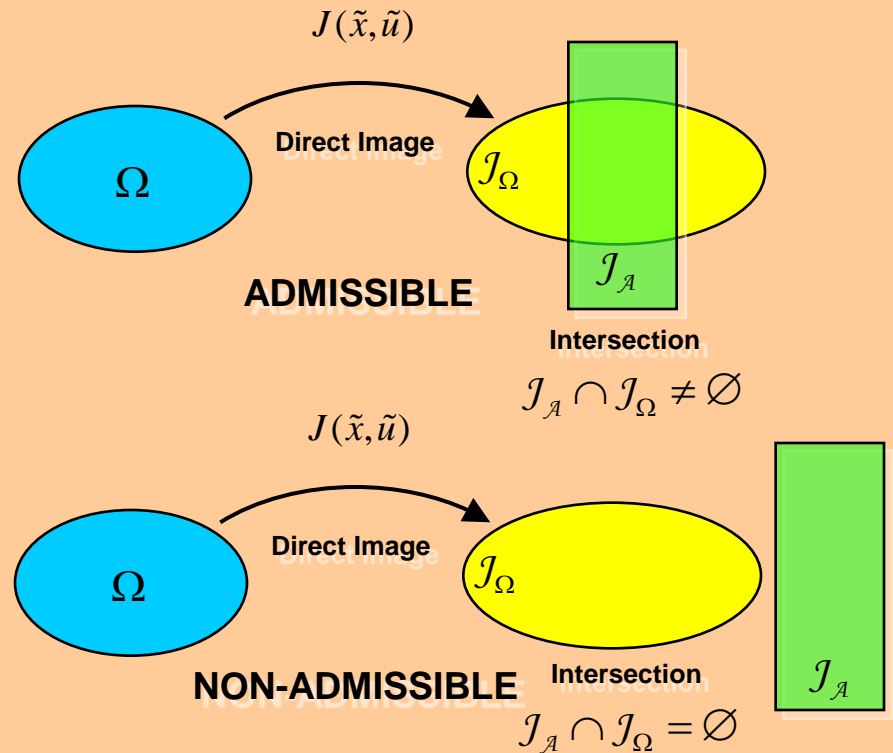 J(x̃,ũ)
Direct Image
Ω
𝒥_Ω
𝒥_𝒜
ADMISSIBLE
Intersection
𝒥_𝒜 ∩ 𝒥_Ω ≠ ∅
J(x̃,ũ)
Direct Image
Ω
𝒥_Ω
NON-ADMISSIBLE
Intersection
𝒥_𝒜
𝒥_𝒜 ∩ 𝒥_Ω = ∅